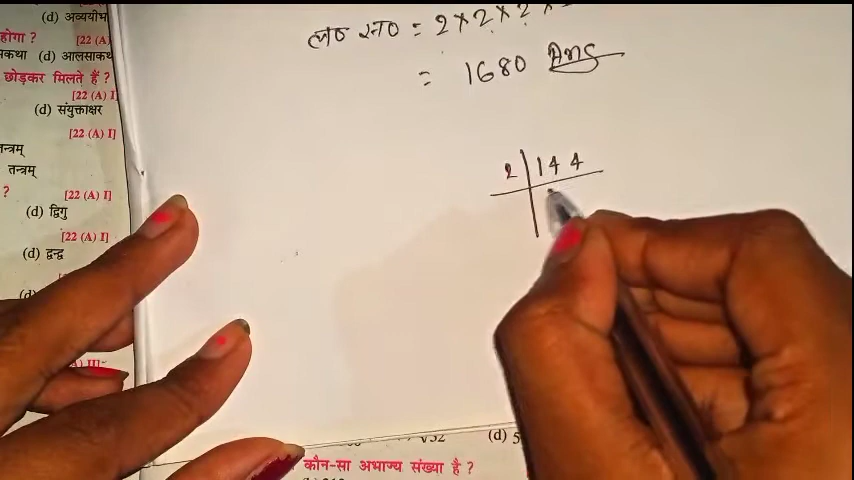 (d) अव्ययीभ
होगा ? [22 (A)
कथा (d) आलसाकथ
छोड़कर मिलते हैं ?
[22 (A) I]
(d) संयुक्ताक्षर
[22 (A) I]
न्त्रम्
तन्त्रम्
? [22 (A) I]
(d) द्विगु
[22 (A) I]
(d) द्वन्द्व
ल० स० = 2 × 2 × 2 ×
= 1680 Ans
2 144
(d) 5
कौन-सा अभाज्य संख्या है ?